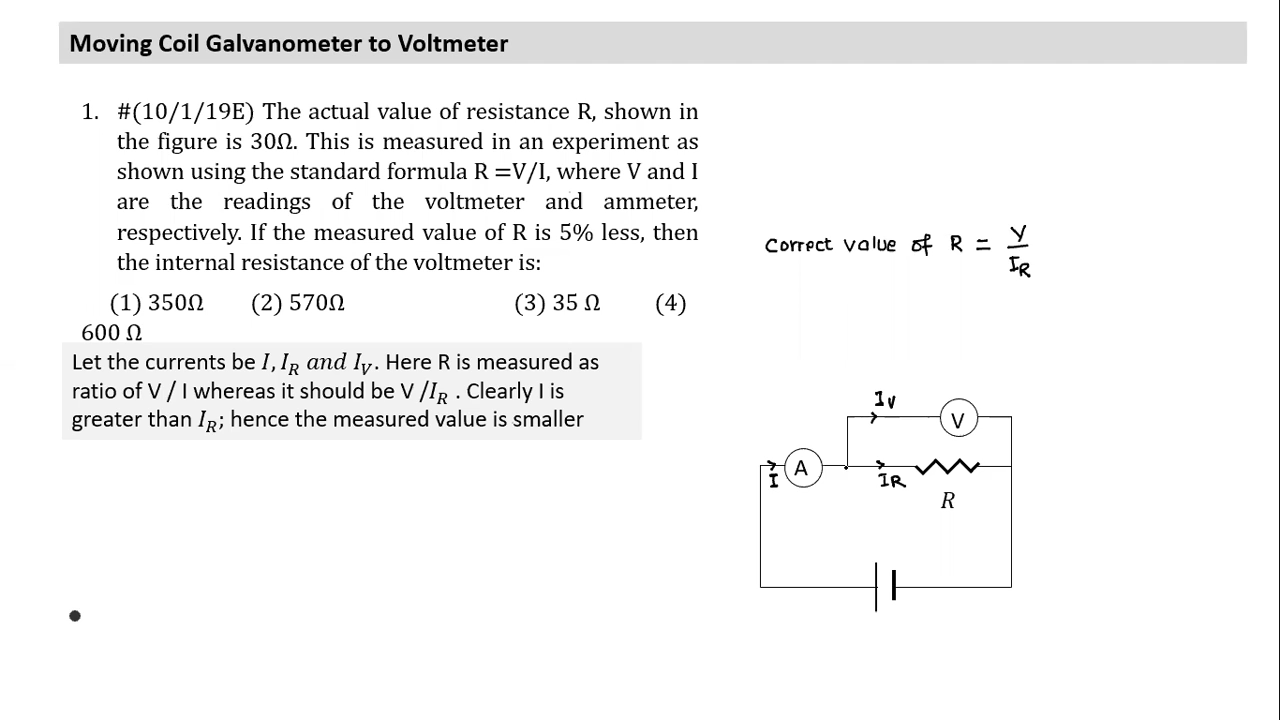 Moving Coil Galvanometer to Voltmeter
1. #(10/1/19E) The actual value of resistance R, shown in
the figure is 30Ω. This is measured in an experiment as
shown using the standard formula R =V/I, where V and I
are the readings of the voltmeter and ammeter,
respectively. If the measured value of R is 5% less, then
the internal resistance of the voltmeter is:
(1) 350Ω (2) 570Ω (3) 35 Ω (4)
600 Ω
Let the currents be I, I_R and I_V. Here R is measured as
ratio of V / I whereas it should be V /I_R . Clearly I is
greater than I_R; hence the measured value is smaller
Correct value of R = V/I_R
I_V
V
A
I
I_R
R